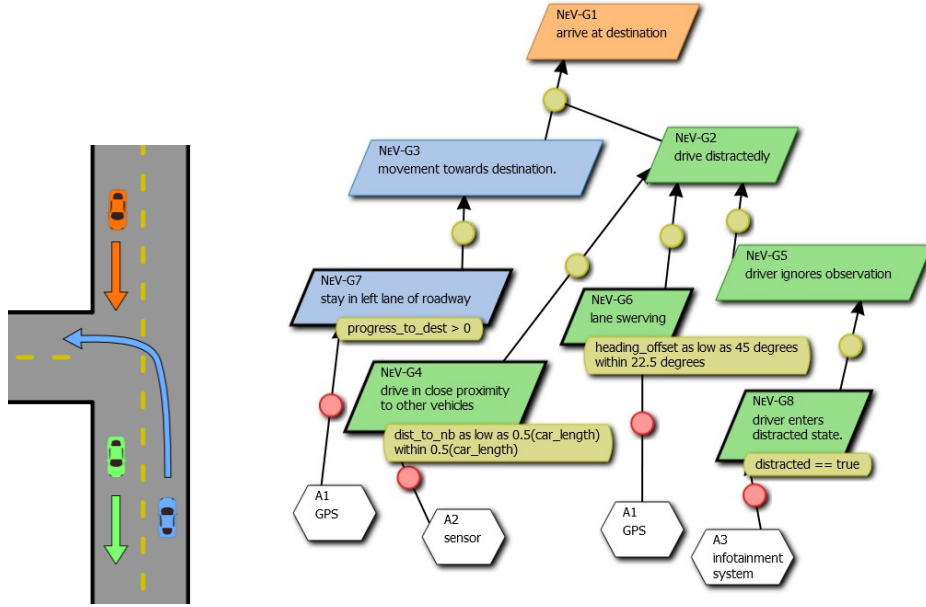 NEV-G1
arrive at destination
NEV-G3
movement towards destination.
NEV-G2
drive distractedly
NEV-G5
driver ignores observation
NEV-G7
stay in left lane of roadway
progress_to_dest > 0
NEV-G6
lane swerving
heading_offset as low as 45 degrees
within 22.5 degrees
NEV-G4
drive in close proximity
to other vehicles
dist_to_nb as low as 0.5(car_length)
within 0.5(car_length)
NEV-G8
driver enters
distracted state.
distracted == true
A1
GPS
A2
sensor
A1
GPS
A3
infotainment
system